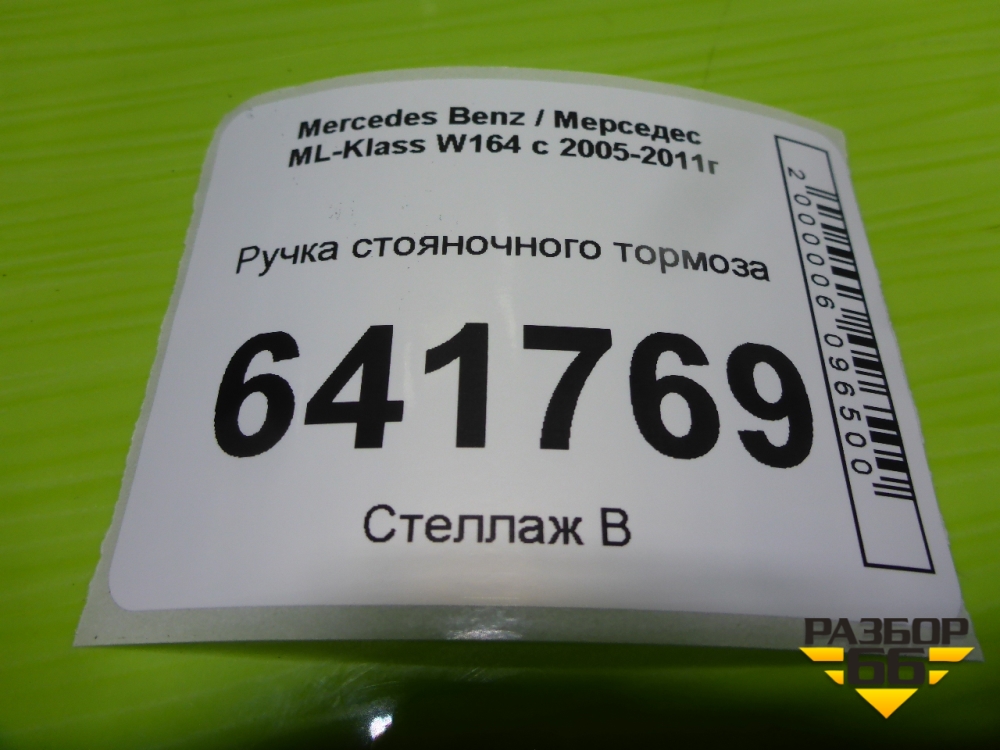 Mercedes Benz / Мерседес
ML-Klass W164 с 2005-2011г
Ручка стояночного тормоза
641769
Стеллаж В
2000006096500
РАЗБОР
66